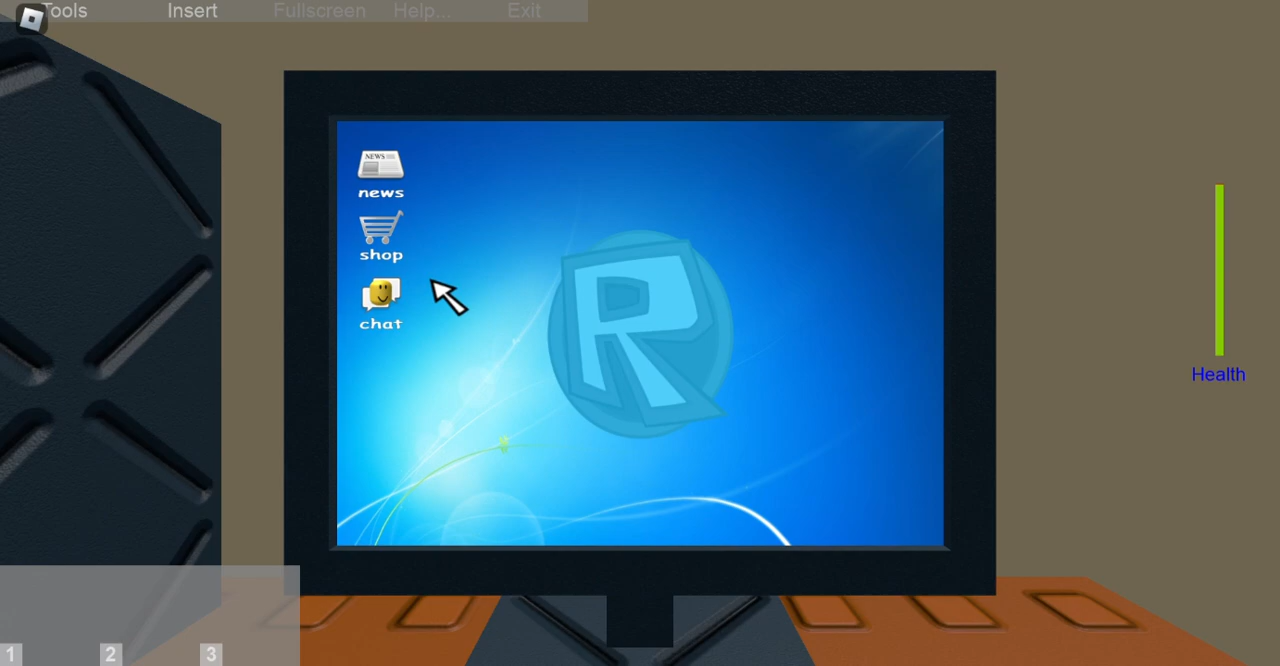 Tools Insert Fullscreen Help... Exit
NEWS
news
shop
chat
R
Health
1 2 3